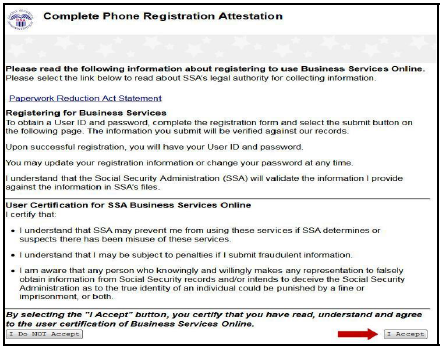 Complete Phone Registration Attestation
Please read the following information about registering to use Business Services Online.
Please select the link below to read about SSA's legal authority for collecting information.
Paperwork Reduction Act Statement
Registering for Business Services
To obtain a User ID and password, complete the registration form and select the submit button on
the following page. The information you submit will be verified against our records.
Upon successful registration, you will have your User ID and password.
You may update your registration information or change your password at any time.
I understand that the Social Security Administration (SSA) will validate the information I provide
against the information in SSA's files.
User Certification for SSA Business Services Online
I certify that:
• I understand that SSA may prevent me from using these services if SSA determines or
suspects there has been misuse of these services.
• I understand that I may be subject to penalties if I submit fraudulent information.
• I am aware that any person who knowingly and willingly makes any representation to falsely
obtain information from Social Security records and/or intends to deceive the Social Security
Administration as to the true identity of an individual could be punished by a fine or
imprisonment, or both.
By selecting the "I Accept" button, you certify that you have read, understand and agree
to the user certification of Business Services Online.
I Do NOT Accept
I Accept